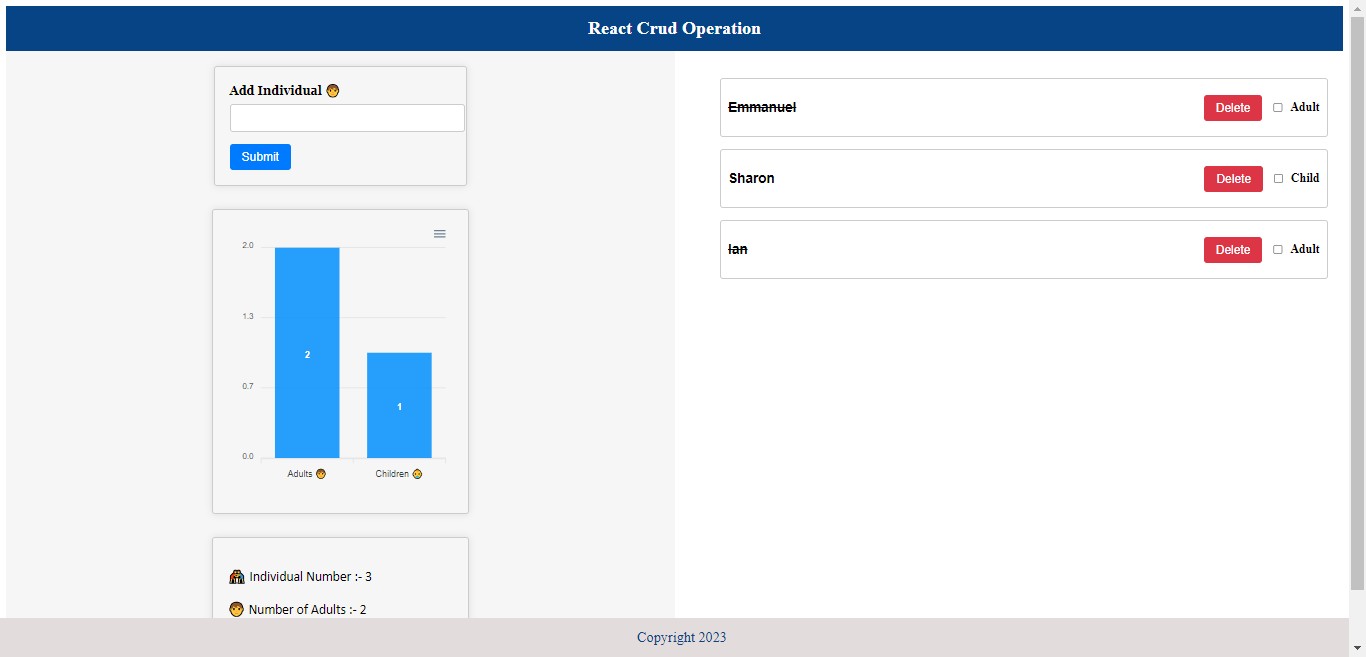 React Crud Operation
Add Individual 🧑
Submit
2.0
1.3
0.7
0.0
2
1
Adults 🧑
Children 👶
Individual Number :- 3
Number of Adults :- 2
Emmanuel
Delete
Adult
Sharon
Delete
Child
Ian
Delete
Adult
Copyright 2023